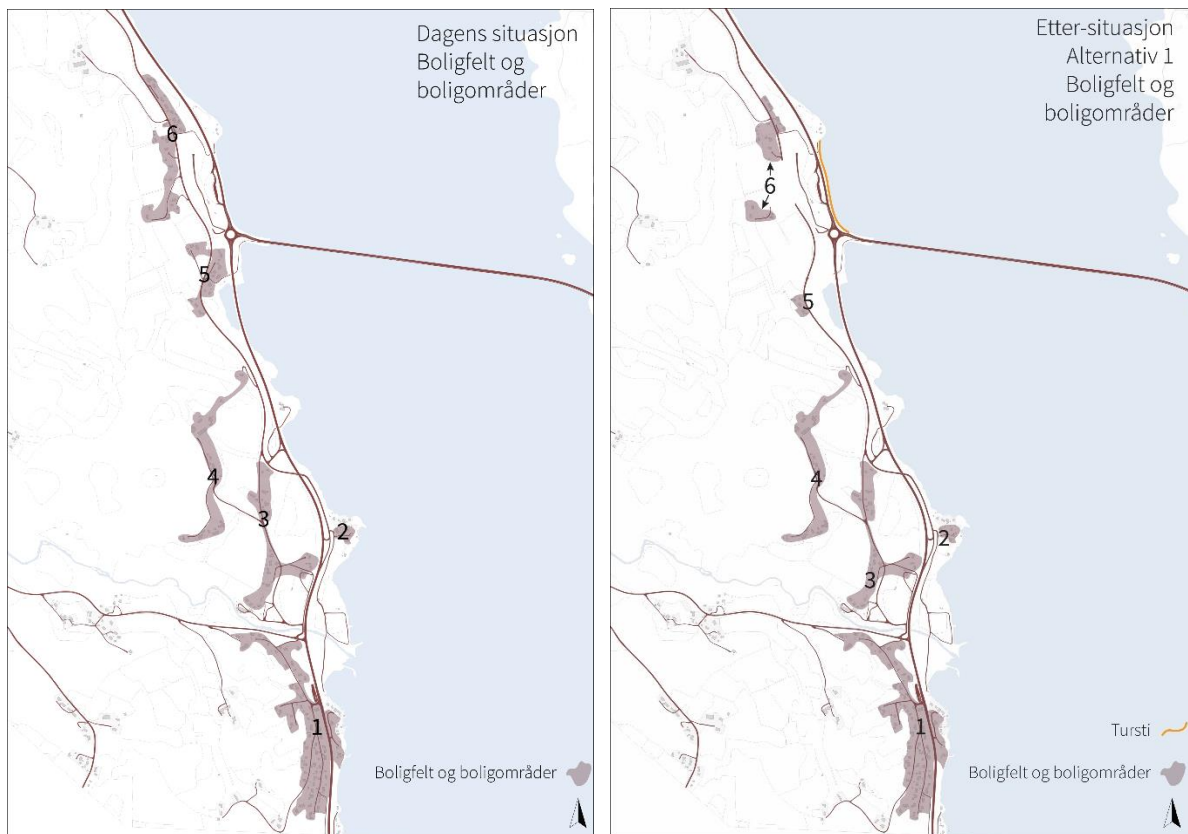 Dagens situasjon
Boligfelt og
boligområder
6
5
4
3
2
1
Boligfelt og boligområder
Etter-situasjon
Alternativ 1
Boligfelt og
boligområder
6
5
4
2
3
1
Tursti
Boligfelt og boligområder